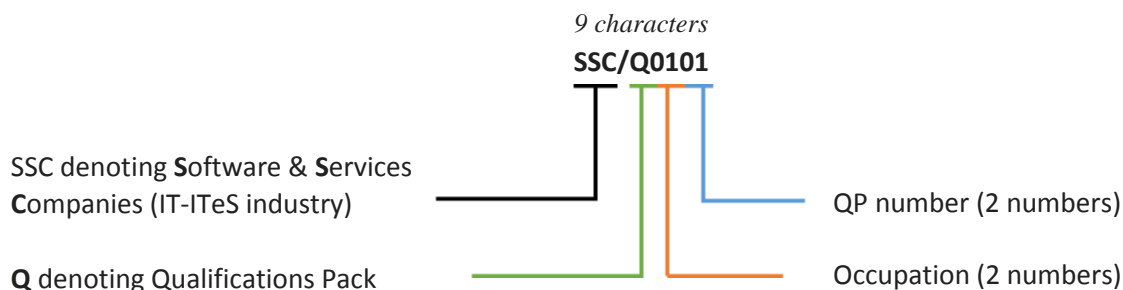 9 characters
SSC/Q0101
SSC denoting Software & Services
Companies (IT-ITeS industry)
QP number (2 numbers)
Q denoting Qualifications Pack
Occupation (2 numbers)